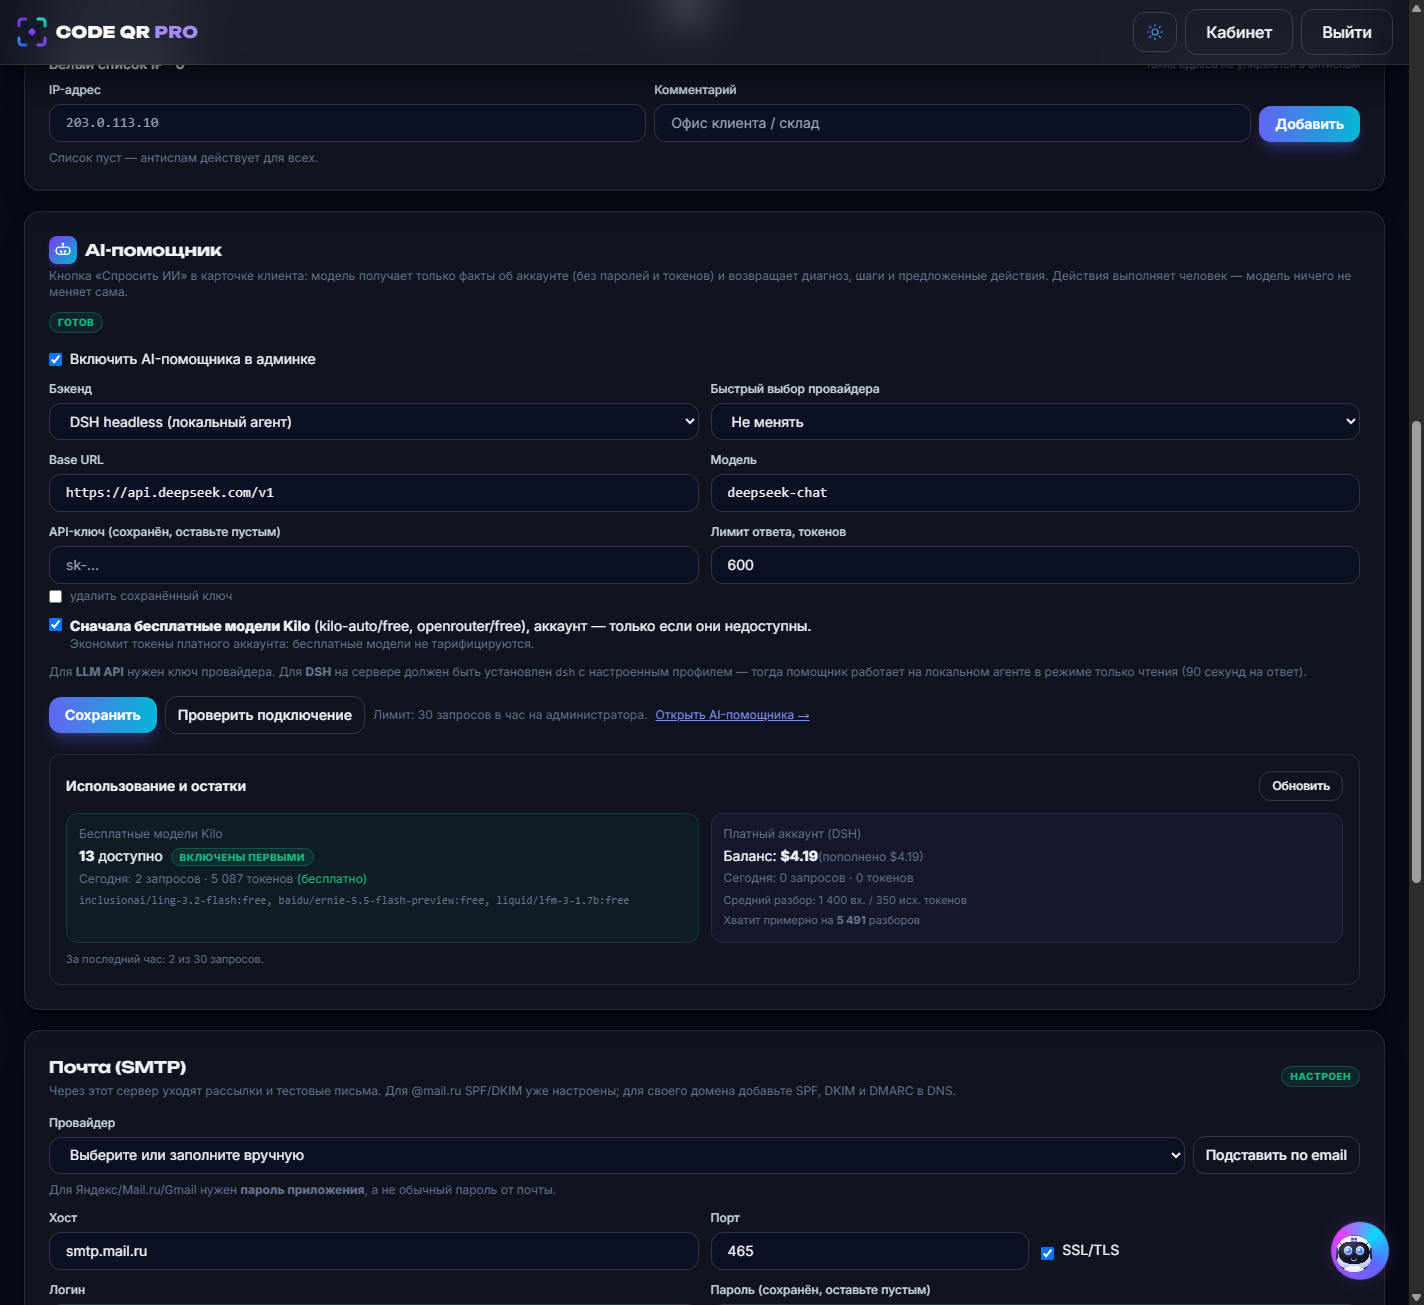 CODE QR PRO
Кабинет
Выйти
Белый список IP · 0
Такие адреса не упираются в антиспам
IP-адрес
Комментарий
203.0.113.10
Офис клиента / склад
Добавить
Список пуст — антиспам действует для всех.
AI-помощник
Кнопка «Спросить ИИ» в карточке клиента: модель получает только факты об аккаунте (без паролей и токенов) и возвращает диагноз, шаги и предложенные действия. Действия выполняет человек — модель ничего не
меняет сама.
ГОТОВ
Включить AI-помощника в админке
Бэкенд
Быстрый выбор провайдера
DSH headless (локальный агент)
Не менять
Base URL
Модель
https://api.deepseek.com/v1
deepseek-chat
API-ключ (сохранён, оставьте пустым)
Лимит ответа, токенов
sk-...
600
удалить сохранённый ключ
Сначала бесплатные модели Kilo (kilo-auto/free, openrouter/free), аккаунт — только если они недоступны.
Экономит токены платного аккаунта: бесплатные модели не тарифицируются.
Для LLM API нужен ключ провайдера. Для DSH на сервере должен быть установлен dsh с настроенным профилем — тогда помощник работает на локальном агенте в режиме только чтения (90 секунд на ответ).
Сохранить
Проверить подключение
Лимит: 30 запросов в час на администратора.
Открыть AI-помощника →
Использование и остатки
Обновить
Бесплатные модели Kilo
13 доступно ВКЛЮЧЕНЫ ПЕРВЫМИ
Сегодня: 2 запросов · 5 087 токенов (бесплатно)
inclusionai/ling-3.2-flash:free, baidu/ernie-5.5-flash-preview:free, liquid/lfm-3-1.7b:free
Платный аккаунт (DSH)
Баланс: $4.19(пополнено $4.19)
Сегодня: 0 запросов · 0 токенов
Средний разбор: 1 400 вх. / 350 исх. токенов
Хватит примерно на 5 491 разборов
За последний час: 2 из 30 запросов.
Почта (SMTP)
Через этот сервер уходят рассылки и тестовые письма. Для @mail.ru SPF/DKIM уже настроены; для своего домена добавьте SPF, DKIM и DMARC в DNS.
НАСТРОЕН
Провайдер
Выберите или заполните вручную
Подставить по email
Для Яндекс/Mail.ru/Gmail нужен пароль приложения, а не обычный пароль от почты.
Хост
Порт
smtp.mail.ru
465
SSL/TLS
Логин
Пароль (сохранён, оставьте пустым)